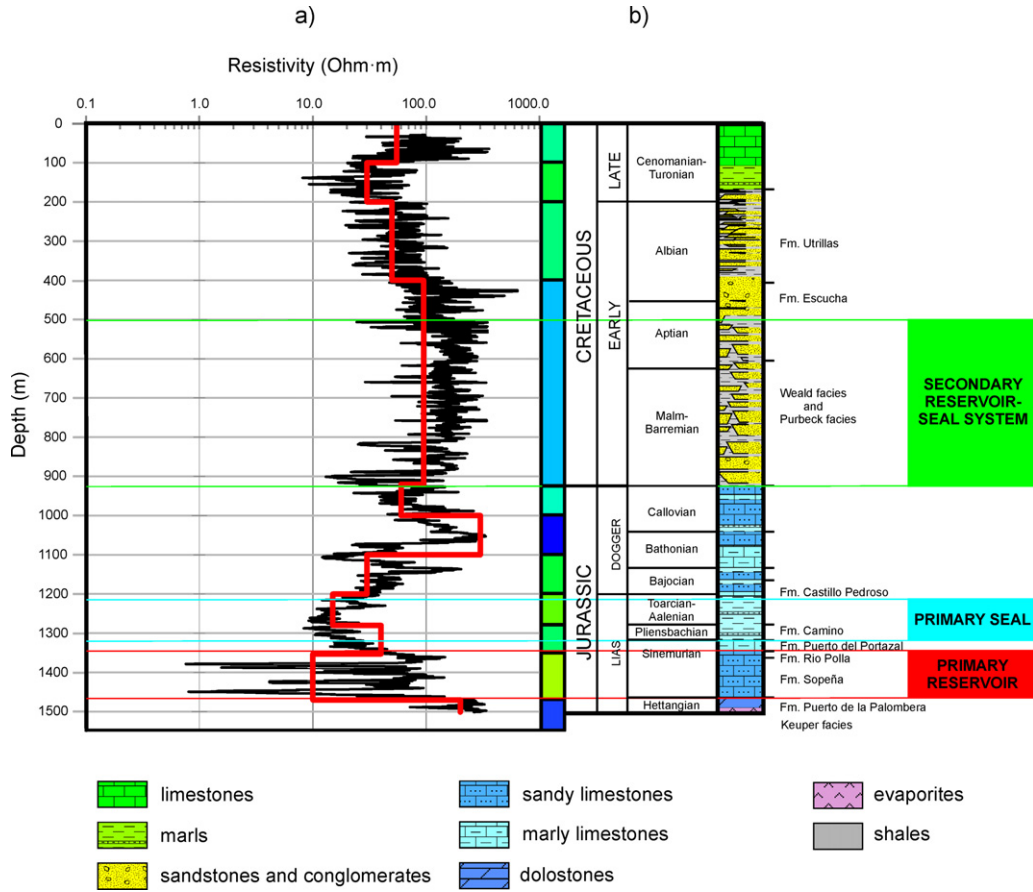 a)
b)
Resistivity (Ohm·m)
0.1 1.0 10.0 100.0 1000.0
Depth (m)
0
100
200
300
400
500
600
700
800
900
1000
1100
1200
1300
1400
1500
CRETACEOUS
JURASSIC
LATE
EARLY
DOGGER
LIAS
Cenomanian-
Turonian
Albian
Aptian
Malm-
Barremian
Callovian
Bathonian
Bajocian
Toarcian-
Aalenian
Pliensbachian
Sinemurian
Hettangian
Fm. Utrillas
Fm. Escucha
Weald facies
and
Purbeck facies
Fm. Castillo Pedroso
Fm. Camino
Fm. Puerto del Portazal
Fm. Rio Polla
Fm. Sopeña
Fm. Puerto de la Palombera
Keuper facies
SECONDARY
RESERVOIR-
SEAL SYSTEM
PRIMARY SEAL
PRIMARY
RESERVOIR
limestones
marls
sandstones and conglomerates
sandy limestones
marly limestones
dolostones
evaporites
shales